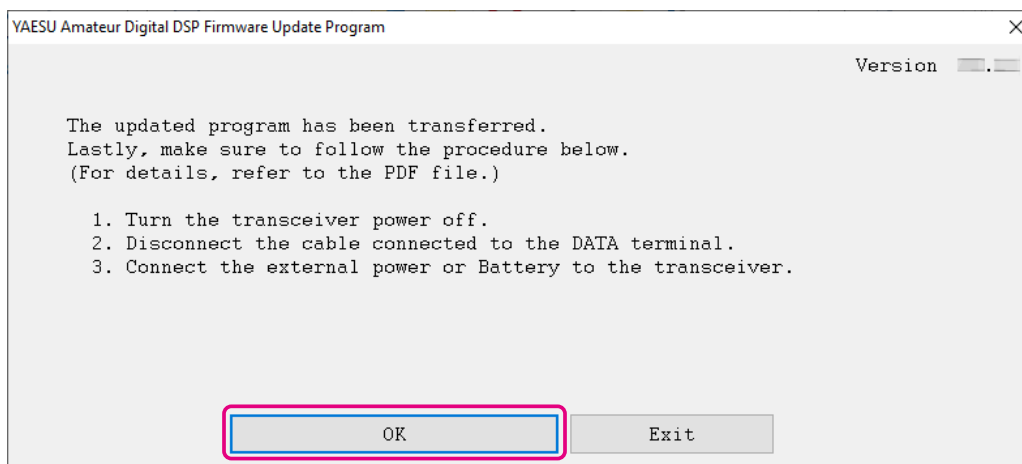 YAESU Amateur Digital DSP Firmware Update Program
Version
The updated program has been transferred.
Lastly, make sure to follow the procedure below.
(For details, refer to the PDF file.)
1. Turn the transceiver power off.
2. Disconnect the cable connected to the DATA terminal.
3. Connect the external power or Battery to the transceiver.
OK
Exit